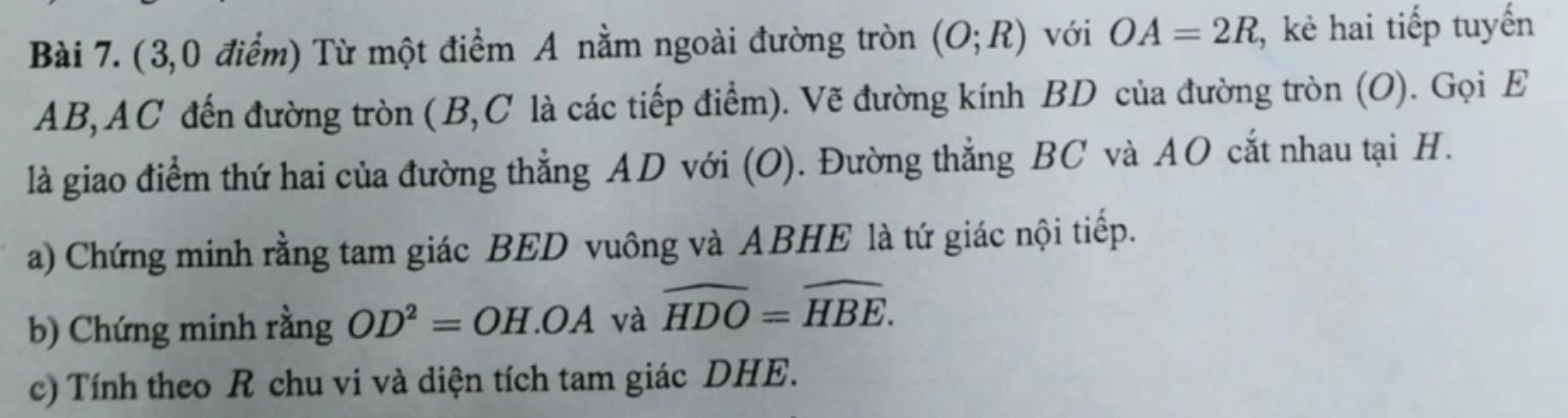 Bài 7. (3,0 điểm) Từ một điểm A nằm ngoài đường tròn (O;R) với OA = 2R, kẻ hai tiếp tuyến
AB, AC đến đường tròn (B,C là các tiếp điểm). Vẽ đường kính BD của đường tròn (O). Gọi E
là giao điểm thứ hai của đường thẳng AD với (O). Đường thẳng BC và AO cắt nhau tại H.
a) Chứng minh rằng tam giác BED vuông và ABHE là tứ giác nội tiếp.
b) Chứng minh rằng OD² = OH.OA và \widehat{HDO} = \widehat{HBE}.
c) Tính theo R chu vi và diện tích tam giác DHE.